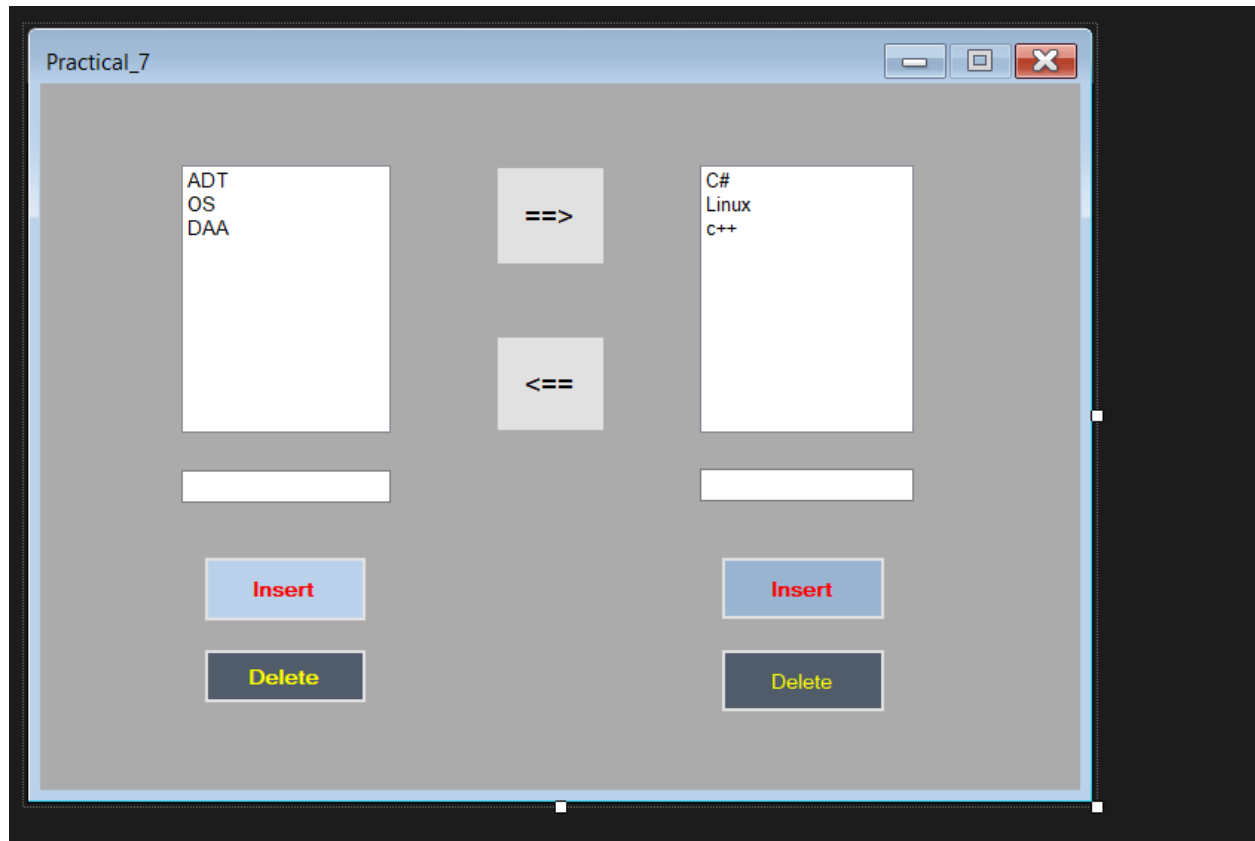 Practical_7
ADT
OS
DAA
==>
C#
Linux
c++
<==
Insert
Insert
Delete
Delete